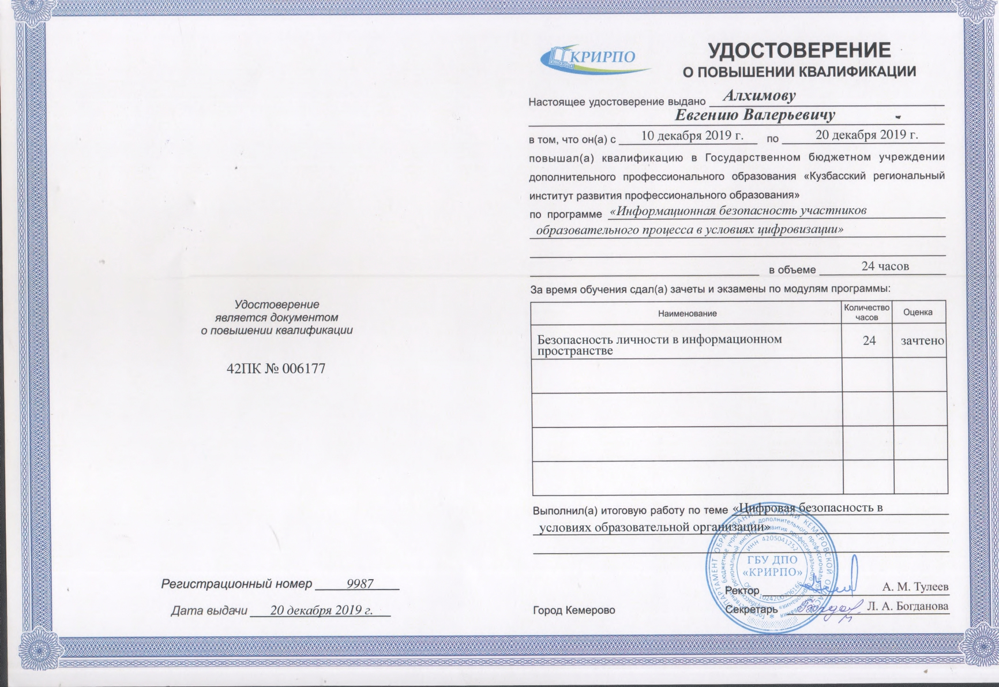 Удостоверение
является документом
о повышении квалификации
42ПК № 006177
Регистрационный номер 9987
Дата выдачи 20 декабря 2019 г.
КРИРПО
УДОСТОВЕРЕНИЕ
О ПОВЫШЕНИИ КВАЛИФИКАЦИИ
Настоящее удостоверение выдано Алхимову
Евгению Валерьевичу
в том, что он(а) с 10 декабря 2019 г. по 20 декабря 2019 г.
повышал(а) квалификацию в Государственном бюджетном учреждении
дополнительного профессионального образования «Кузбасский региональный
институт развития профессионального образования»
по программе «Информационная безопасность участников
образовательного процесса в условиях цифровизации»
в объеме 24 часов
За время обучения сдал(а) зачеты и экзамены по модулям программы:
Наименование Количество часов Оценка
Безопасность личности в информационном 24 зачтено
пространстве
Выполнил(а) итоговую работу по теме «Цифровая безопасность в
условиях образовательной организации»
ИНН 4205041252
ГБУ ДПО
«КРИРПО»
Ректор А. М. Тулеев
Город Кемерово Секретарь Л. А. Богданова